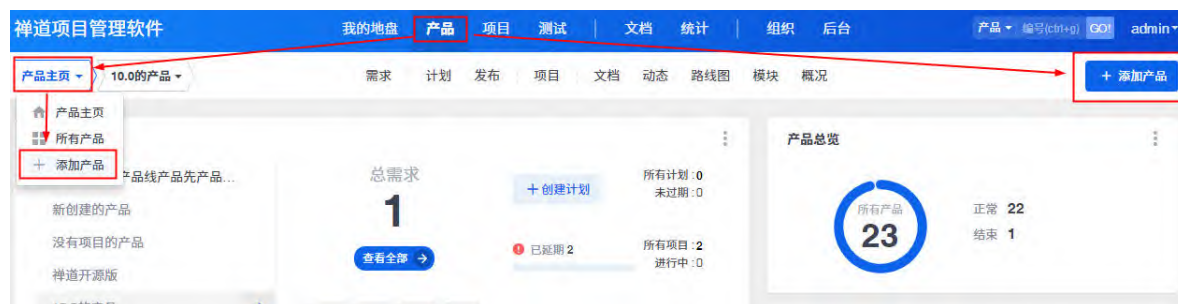 禅道项目管理软件 我的地盘 产品 项目 测试 文档 统计 组织 后台 产品 编号(ctrl+g) GO! admin
产品主页 10.0的产品 需求 计划 发布 项目 文档 动态 路线图 模块 概况 + 添加产品
产品主页
所有产品
+ 添加产品
产品线产品先产品...
新创建的产品
没有项目的产品
禅道开源版
总需求
1
查看全部
+ 创建计划
所有计划:0
未过期:0
已延期 2
所有项目:2
进行中:0
产品总览
所有产品
23
正常 22
结束 1